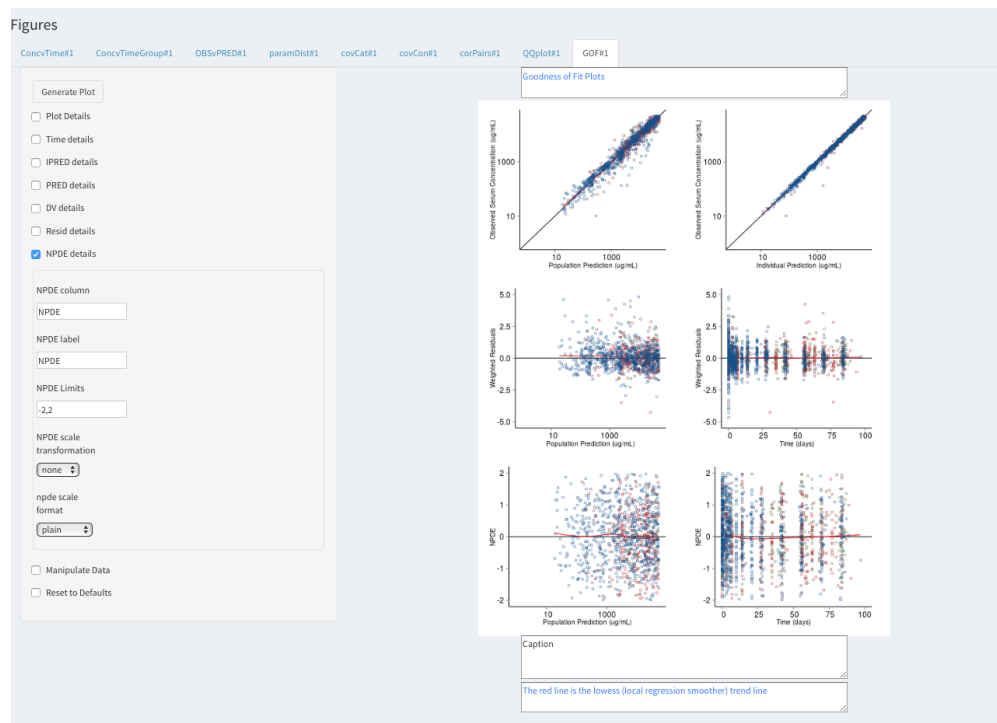 Figures
ConcvTime#1 ConcvTimeGroup#1 OBSvPRED#1 paramDist#1 covCat#1 covCon#1 corPairs#1 QQplot#1 GOF#1
Generate Plot
Plot Details
Time details
IPRED details
PRED details
DV details
Resid details
NPDE details
NPDE column
NPDE
NPDE label
NPDE
NPDE Limits
-2,2
NPDE scale
transformation
none
npde scale
format
plain
Manipulate Data
Reset to Defaults
Goodness of Fit Plots
Observed Serum Concentration (ug/mL)
1000
10
10 1000
Population Prediction (ug/mL)
Observed Serum Concentration (ug/mL)
1000
10
10 1000
Individual Prediction (ug/mL)
Weighted Residuals
5.0
2.5
0.0
-2.5
-5.0
10 1000
Population Prediction (ug/mL)
Weighted Residuals
5.0
2.5
0.0
-2.5
-5.0
0 25 50 75 100
Time (days)
NPDE
2
1
0
-1
-2
10 1000
Population Prediction (ug/mL)
NPDE
2
1
0
-1
-2
0 25 50 75 100
Time (days)
Caption
The red line is the lowess (local regression smoother) trend line